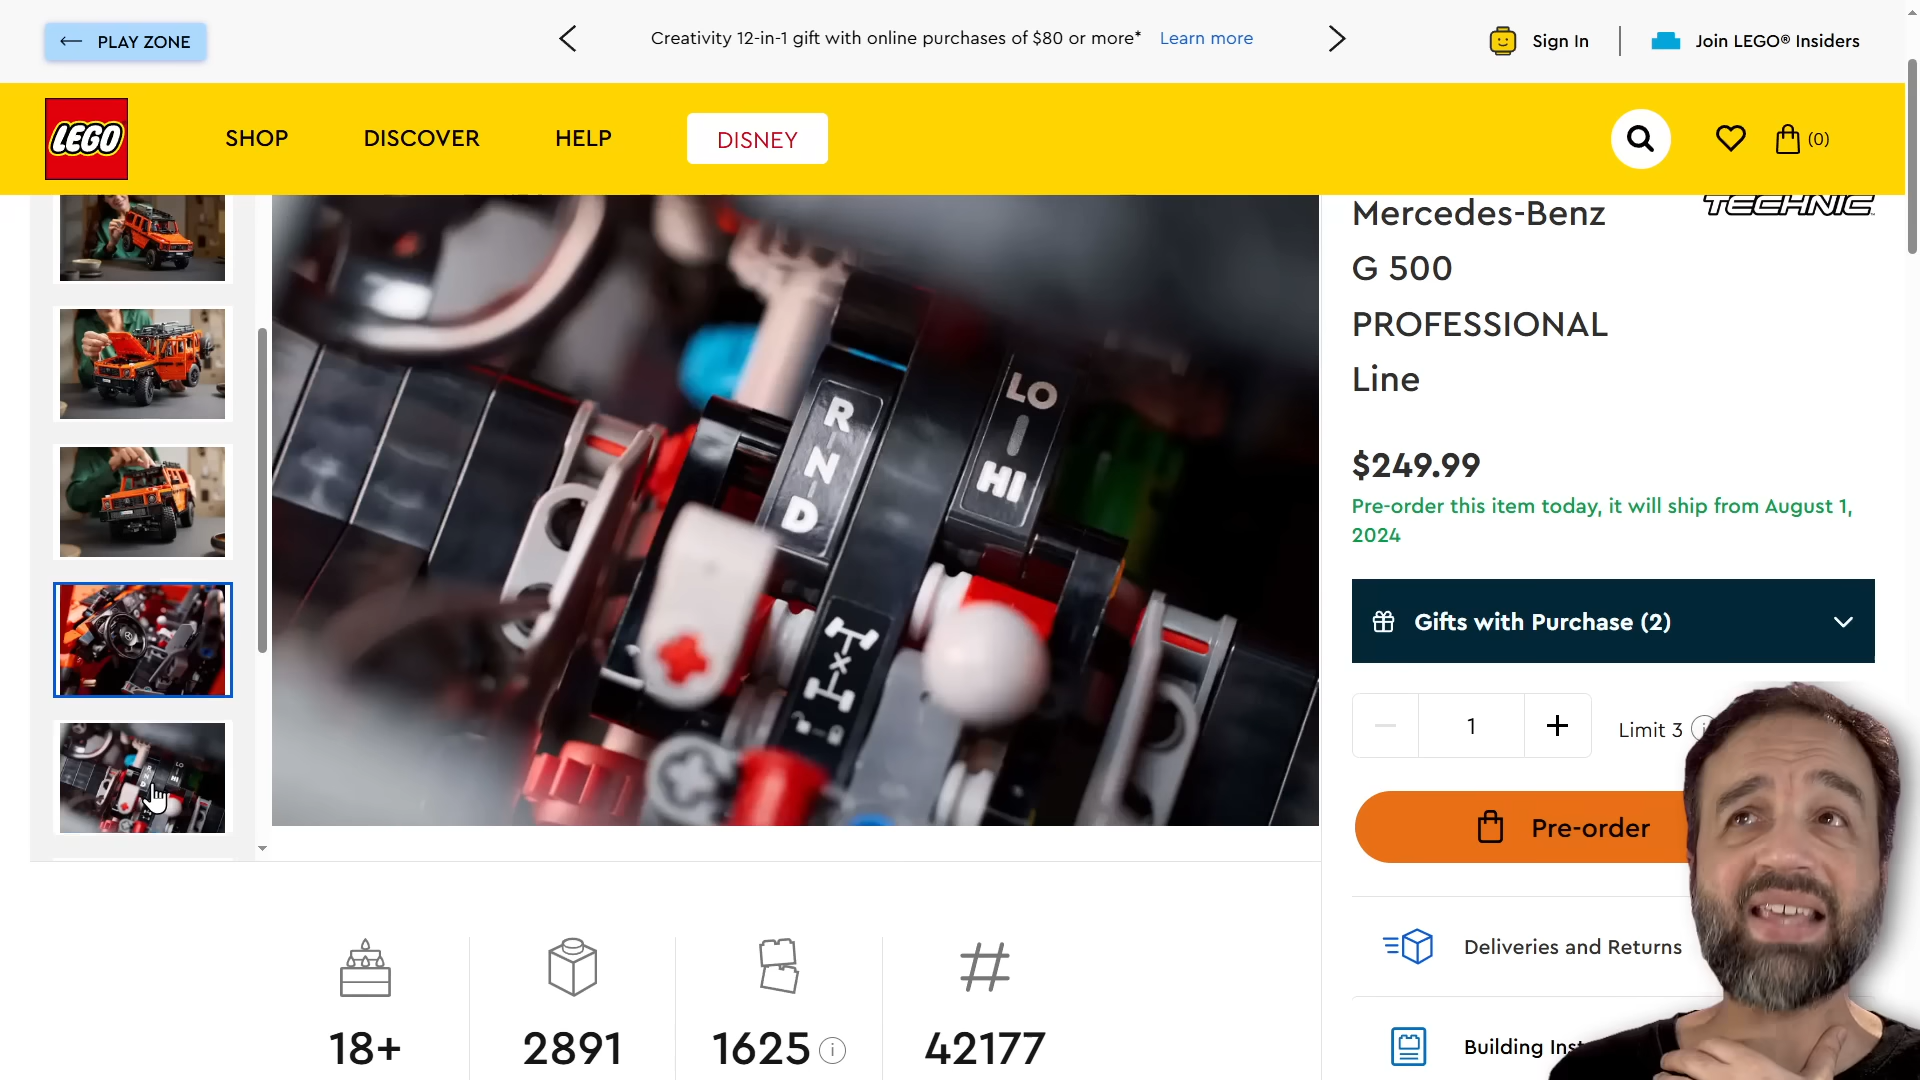 PLAY ZONE
Creativity 12-in-1 gift with online purchases of $80 or more* Learn more
Sign In
Join LEGO® Insiders
LEGO
SHOP
DISCOVER
HELP
DISNEY
(0)
TECHNIC
Mercedes-Benz
G 500
PROFESSIONAL
Line
$249.99
Pre-order this item today, it will ship from August 1,
2024
Gifts with Purchase (2)
1
Limit 3
Pre-order
Deliveries and Returns
Building Ins
R
N
D
LO
HI
X
18+
2891
1625
42177